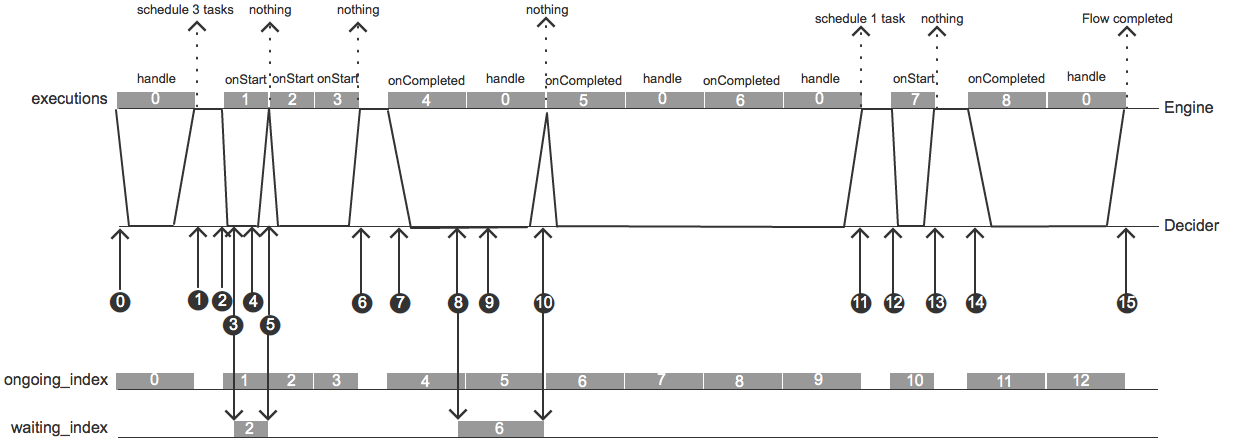 schedule 3 tasks nothing nothing nothing schedule 1 task nothing Flow completed
handle onStart onStart onStart onCompleted handle onCompleted handle onCompleted handle onStart onCompleted handle
executions 0 1 2 3 4 0 5 0 6 0 7 8 0 Engine
Decider
0 1 2 4 6 7 8 9 10 11 12 13 14 15
3 5
ongoing_index 0 1 2 3 4 5 6 7 8 9 10 11 12
waiting_index 2 6